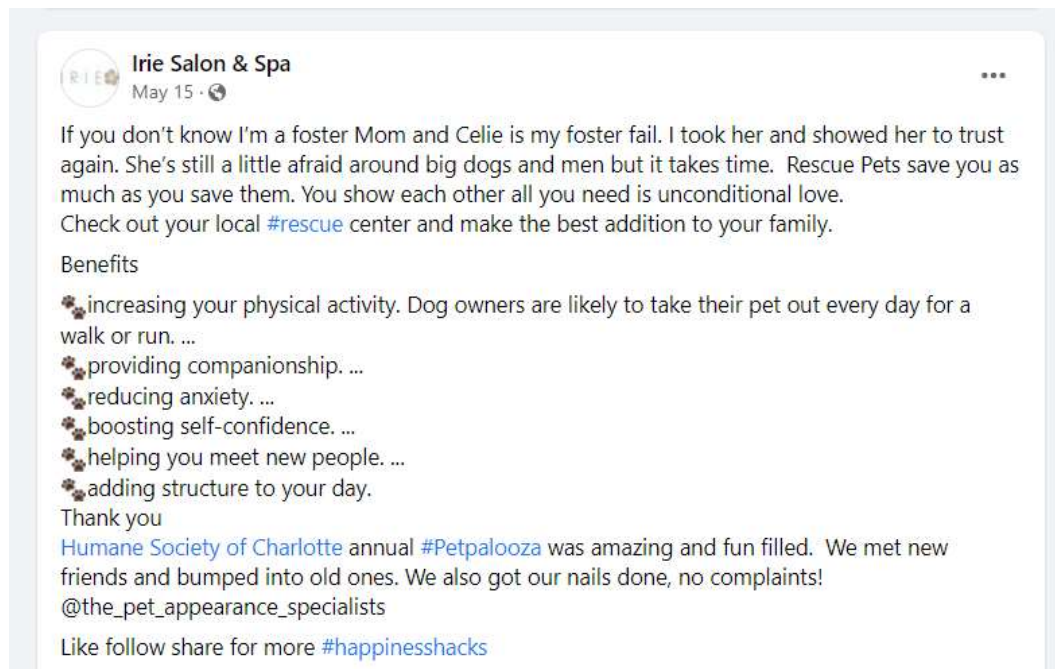 IRIE
Irie Salon & Spa
May 15 ·
If you don't know I'm a foster Mom and Celie is my foster fail. I took her and showed her to trust
again. She's still a little afraid around big dogs and men but it takes time.  Rescue Pets save you as
much as you save them. You show each other all you need is unconditional love.
Check out your local #rescue center and make the best addition to your family.
Benefits
🐾increasing your physical activity. Dog owners are likely to take their pet out every day for a
walk or run. ...
🐾providing companionship. ...
🐾reducing anxiety. ...
🐾boosting self-confidence. ...
🐾helping you meet new people. ...
🐾adding structure to your day.
Thank you
Humane Society of Charlotte annual #Petpalooza was amazing and fun filled.  We met new
friends and bumped into old ones. We also got our nails done, no complaints!
@the_pet_appearance_specialists
Like follow share for more #happinesshacks